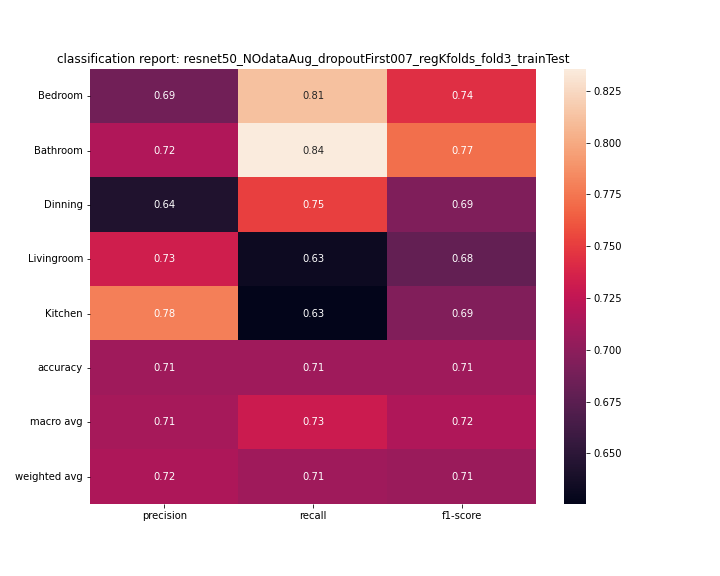 classification report: resnet50_NOdataAug_dropoutFirst007_regKfolds_fold3_trainTest
Bedroom 0.69 0.81 0.74
Bathroom 0.72 0.84 0.77
Dinning 0.64 0.75 0.69
Livingroom 0.73 0.63 0.68
Kitchen 0.78 0.63 0.69
accuracy 0.71 0.71 0.71
macro avg 0.71 0.73 0.72
weighted avg 0.72 0.71 0.71
precision recall f1-score
0.825
0.800
0.775
0.750
0.725
0.700
0.675
0.650